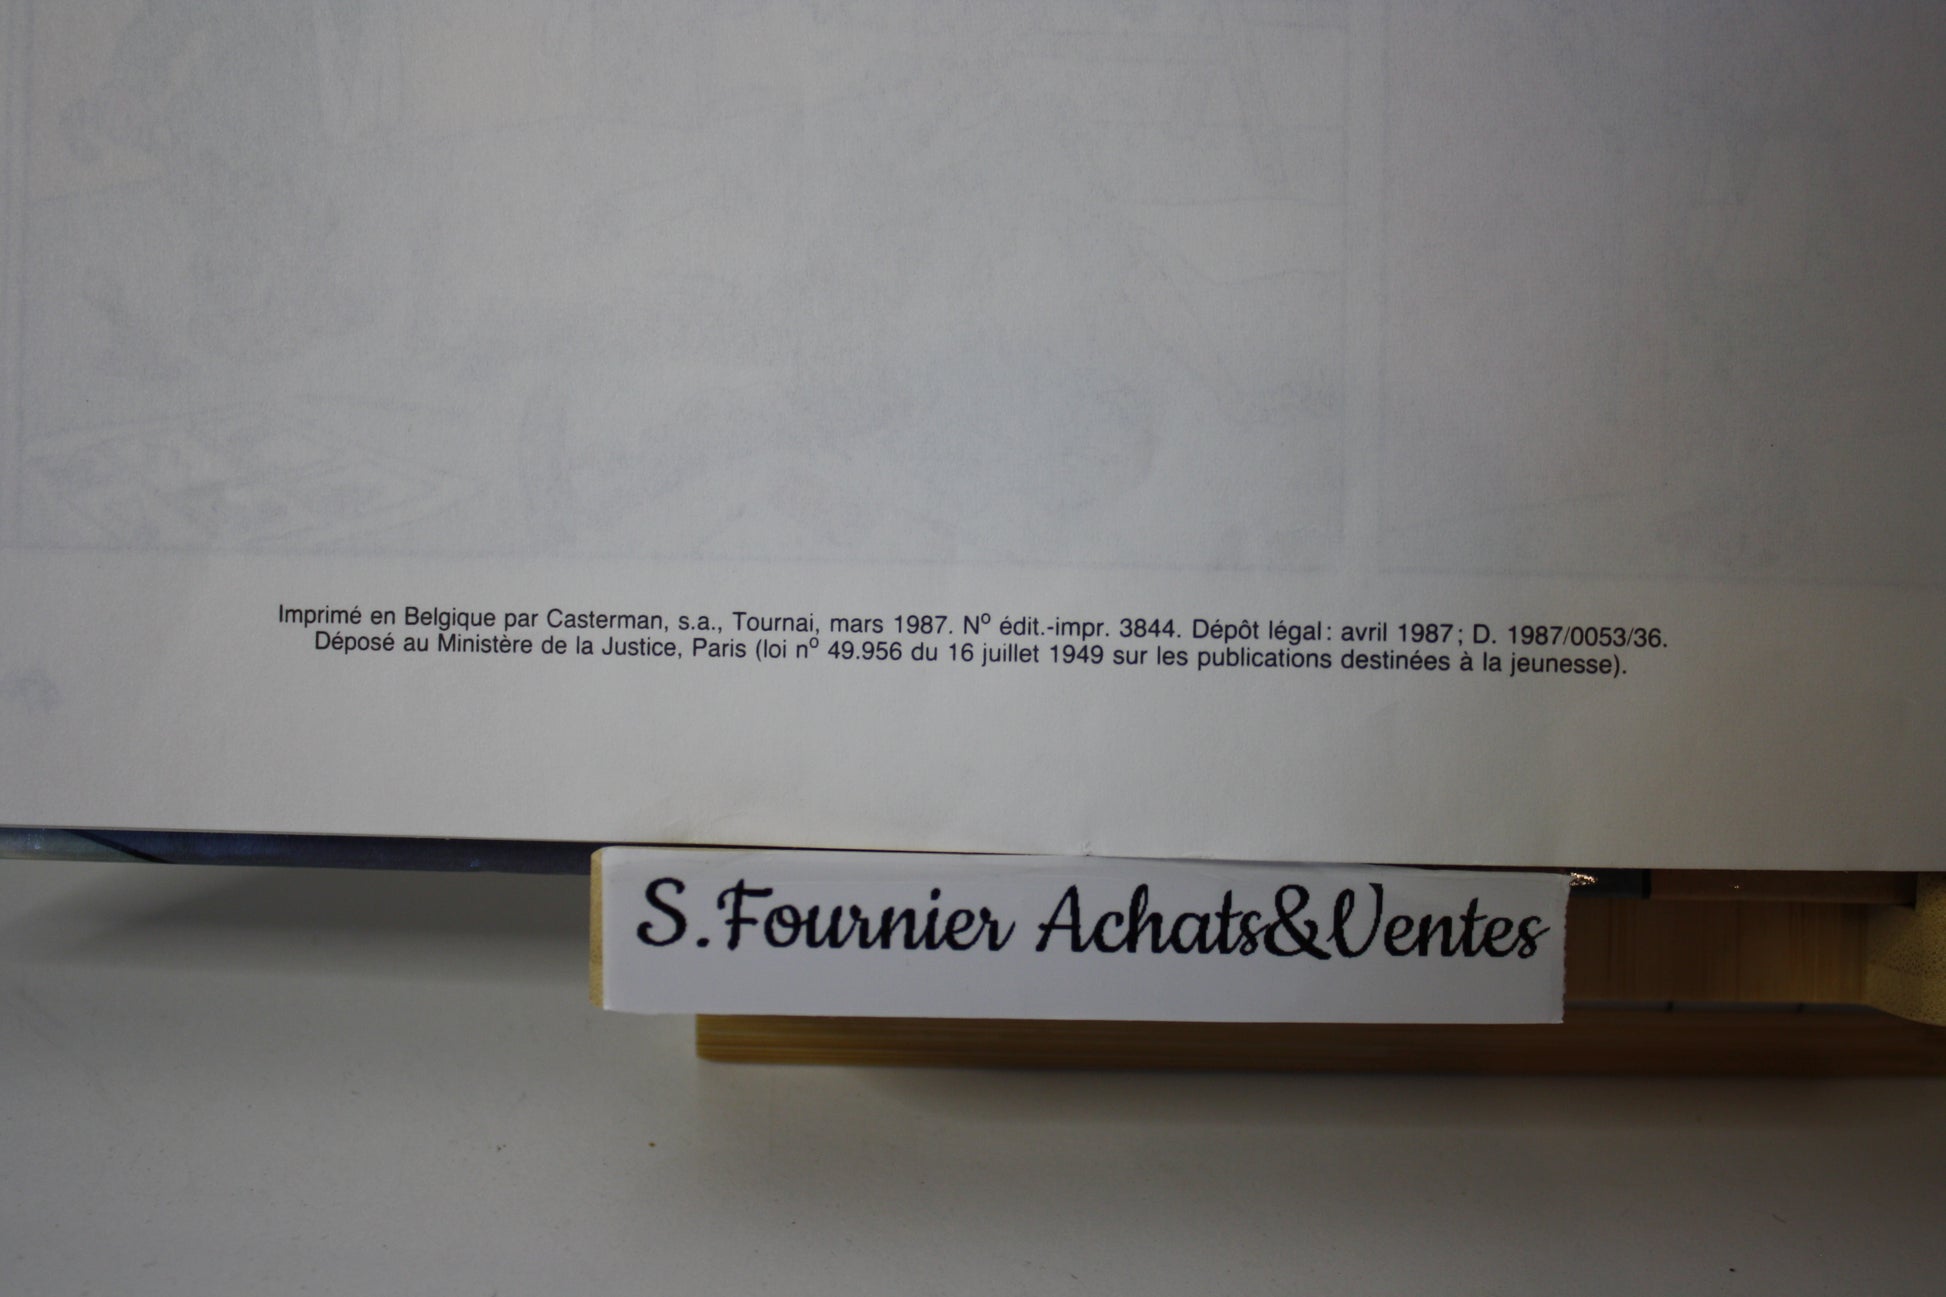 Imprimé en Belgique par Casterman, s.a., Tournai, mars 1987. Nº édit.-impr. 3844. Dépôt légal: avril 1987; D. 1987/0053/36.
Déposé au Ministère de la Justice, Paris (loi nº 49.956 du 16 juillet 1949 sur les publications destinées à la jeunesse).
S.Fournier Achats&Ventes